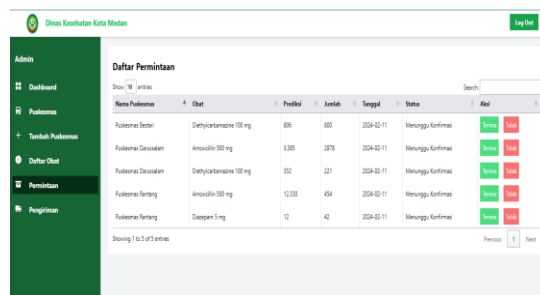 Dinas Kesehatan Kota Medan
Log Out
Admin
Dashboard
Puskesmas
Tambah Puskesmas
Daftar Obat
Permintaan
Pengiriman
Daftar Permintaan
Show 10 entries
Search:
Nama Puskesmas Obat Prediksi Jumlah Tanggal Status Aksi
Puskesmas Bestari Diethylcarbamazine 100 mg 806 800 2024-02-11 Menunggu Konfirmasi Terima Tolak
Puskesmas Darussalam Amoxicillin 500 mg 2878 2024-02-11 Menunggu Konfirmasi Terima Tolak
Puskesmas Darussalam Diethylcarbamazine 100 mg 352 221 2024-02-11 Menunggu Konfirmasi Terima Tolak
Puskesmas Rantang Amoxicillin 500 mg 454 2024-02-11 Menunggu Konfirmasi Terima Tolak
Puskesmas Rantang Diazepam 5 mg 12 42 2024-02-11 Menunggu Konfirmasi Terima Tolak
Showing 1 to 5 of 5 entries
Previous 1 Next